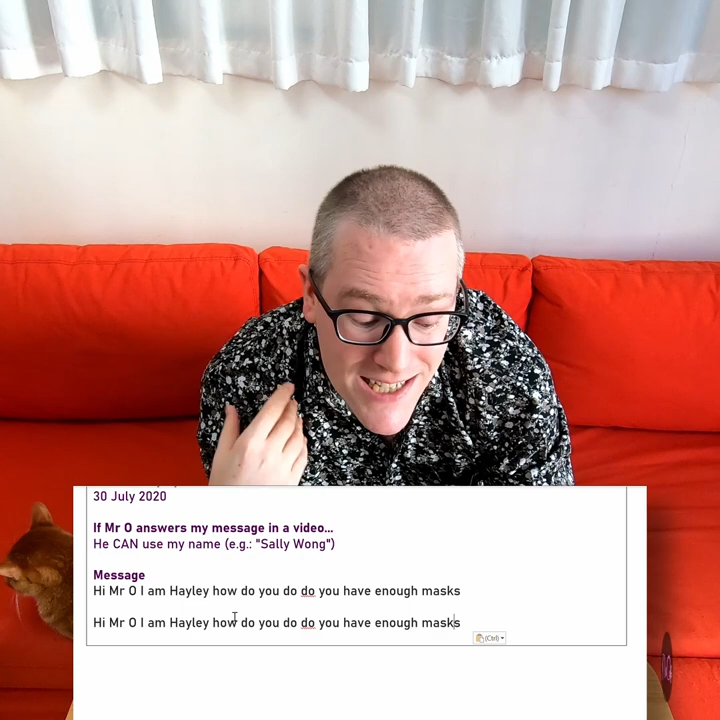 30 July 2020
If Mr O answers my message in a video...
He CAN use my name (e.g.: "Sally Wong")
Message
Hi Mr O I am Hayley how do you do do you have enough masks
Hi Mr O I am Hayley how do you do do you have enough masks
(Ctrl)